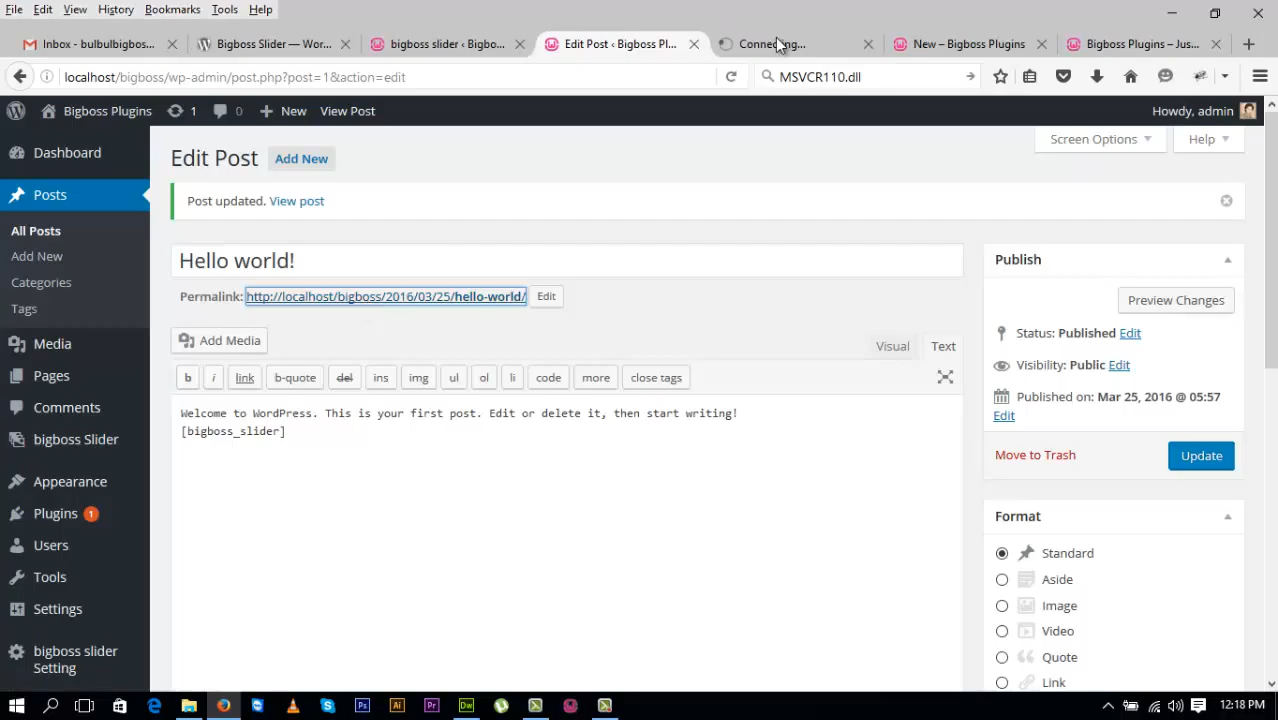 File Edit View History Bookmarks Tools Help
Inbox - bulbulbigbos...
Bigboss Slider — Wor...
bigboss slider ‹ Bigbo...
Edit Post ‹ Bigboss Pl...
New – Bigboss Plugins
Bigboss Plugins – Jus...
localhost/bigboss/wp-admin/post.php?post=1&action=edit
MSVCR110.dll
Bigboss Plugins
1
0
New
View Post
Howdy, admin
Dashboard
Posts
All Posts
Add New
Categories
Tags
Media
Pages
Comments
bigboss Slider
Appearance
Plugins 1
Users
Tools
Settings
bigboss slider
Setting
Edit Post Add New
Screen Options
Help
Post updated. View post
Hello world!
Permalink: http://localhost/bigboss/2016/03/25/hello-world/ Edit
Add Media
Visual Text
b i link b-quote del ins img ul ol li code more close tags
Welcome to WordPress. This is your first post. Edit or delete it, then start writing!
[bigboss_slider]
Publish
Preview Changes
Status: Published Edit
Visibility: Public Edit
Published on: Mar 25, 2016 @ 05:57
Edit
Move to Trash
Update
Format
Standard
Aside
Image
Video
Quote
Link
12:18 PM